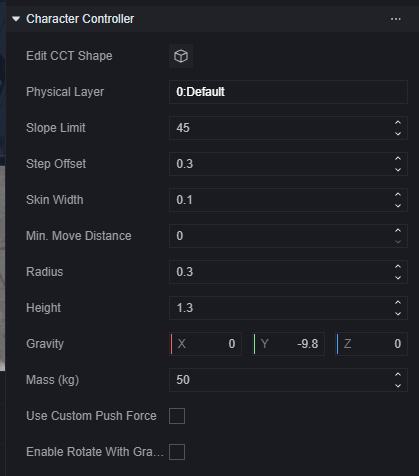 Character Controller
Edit CCT Shape
Physical Layer 0:Default
Slope Limit 45
Step Offset 0.3
Skin Width 0.1
Min. Move Distance 0
Radius 0.3
Height 1.3
Gravity X 0 Y -9.8 Z 0
Mass (kg) 50
Use Custom Push Force
Enable Rotate With Gra...